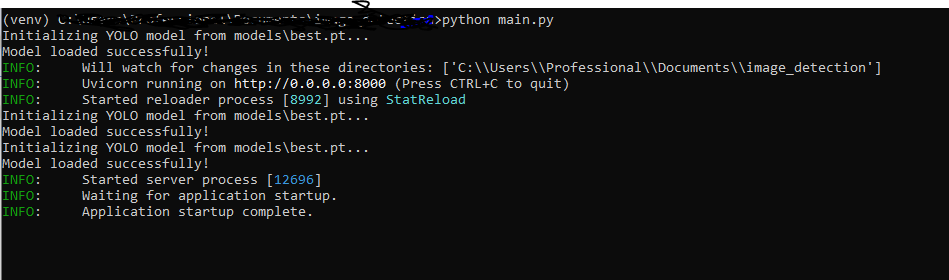 (venv) C:\ >python main.py
Initializing YOLO model from models\best.pt...
Model loaded successfully!
INFO:     Will watch for changes in these directories: ['C:\\Users\\Professional\\Documents\\image_detection']
INFO:     Uvicorn running on http://0.0.0.0:8000 (Press CTRL+C to quit)
INFO:     Started reloader process [8992] using StatReload
Initializing YOLO model from models\best.pt...
Model loaded successfully!
Initializing YOLO model from models\best.pt...
Model loaded successfully!
INFO:     Started server process [12696]
INFO:     Waiting for application startup.
INFO:     Application startup complete.